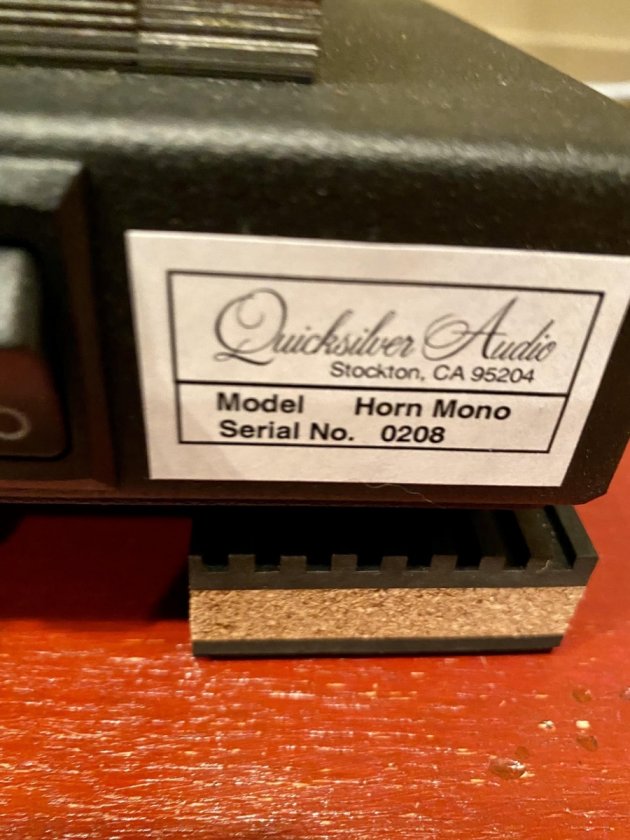 Quicksilver Audio
Stockton, CA 95204
Model Horn Mono
Serial No. 0208